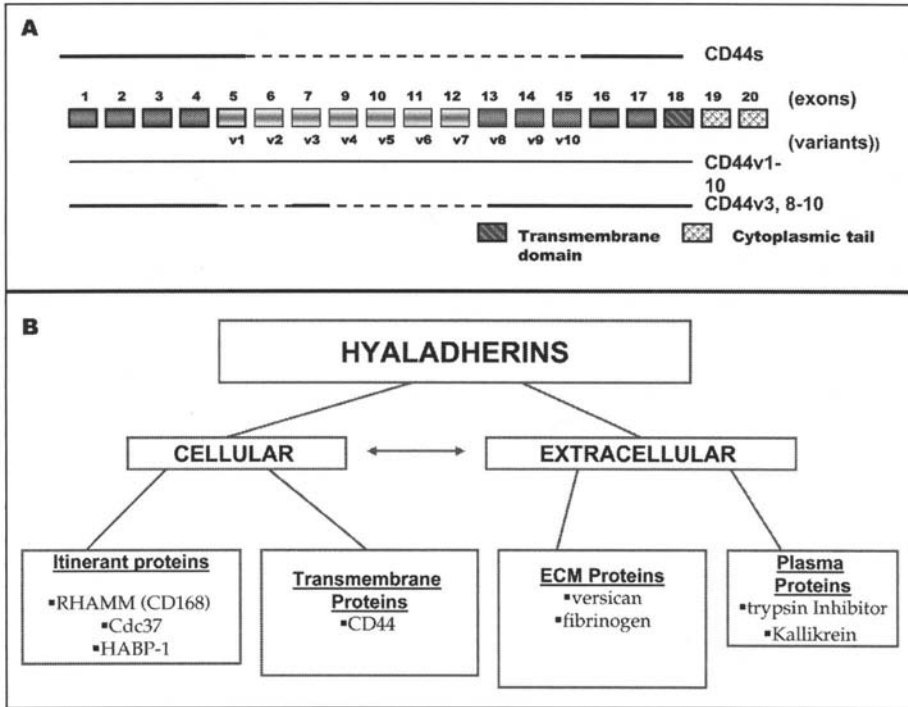 A
CD44s
1 2 3 4 5 6 7 9 10 11 12 13 14 15 16 17 18 19 20 (exons)
v1 v2 v3 v4 v5 v6 v7 v8 v9 v10 (variants))
CD44v1-
10
CD44v3, 8-10
Transmembrane
domain
Cytoplasmic tail
B
HYALADHERINS
CELLULAR
EXTRACELLULAR
Itinerant proteins
▪RHAMM (CD168)
▪Cdc37
▪HABP-1
Transmembrane
Proteins
▪CD44
ECM Proteins
▪versican
▪fibrinogen
Plasma
Proteins
▪trypsin Inhibitor
▪Kallikrein